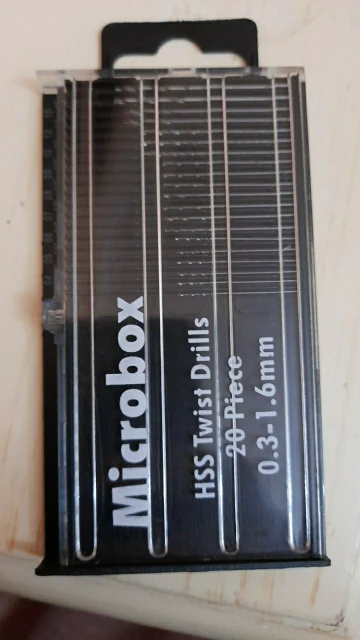 Microbox
HSS Twist Drills
20 Piece
0.3-1.6mm